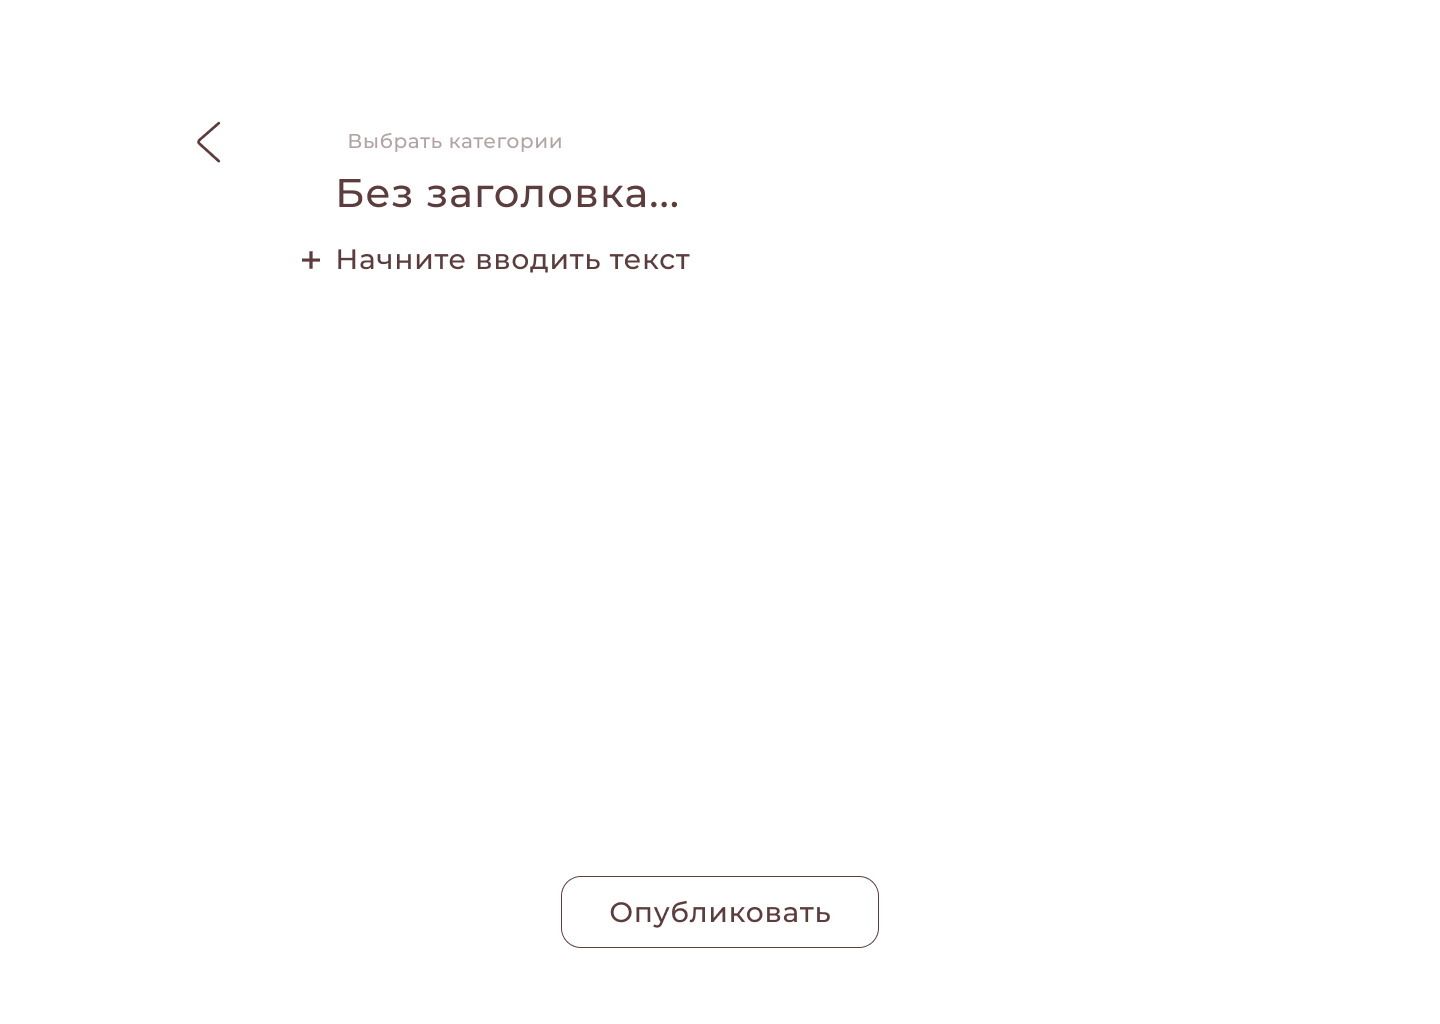 Выбрать категории
Без заголовка...
+ Начните вводить текст
Опубликовать